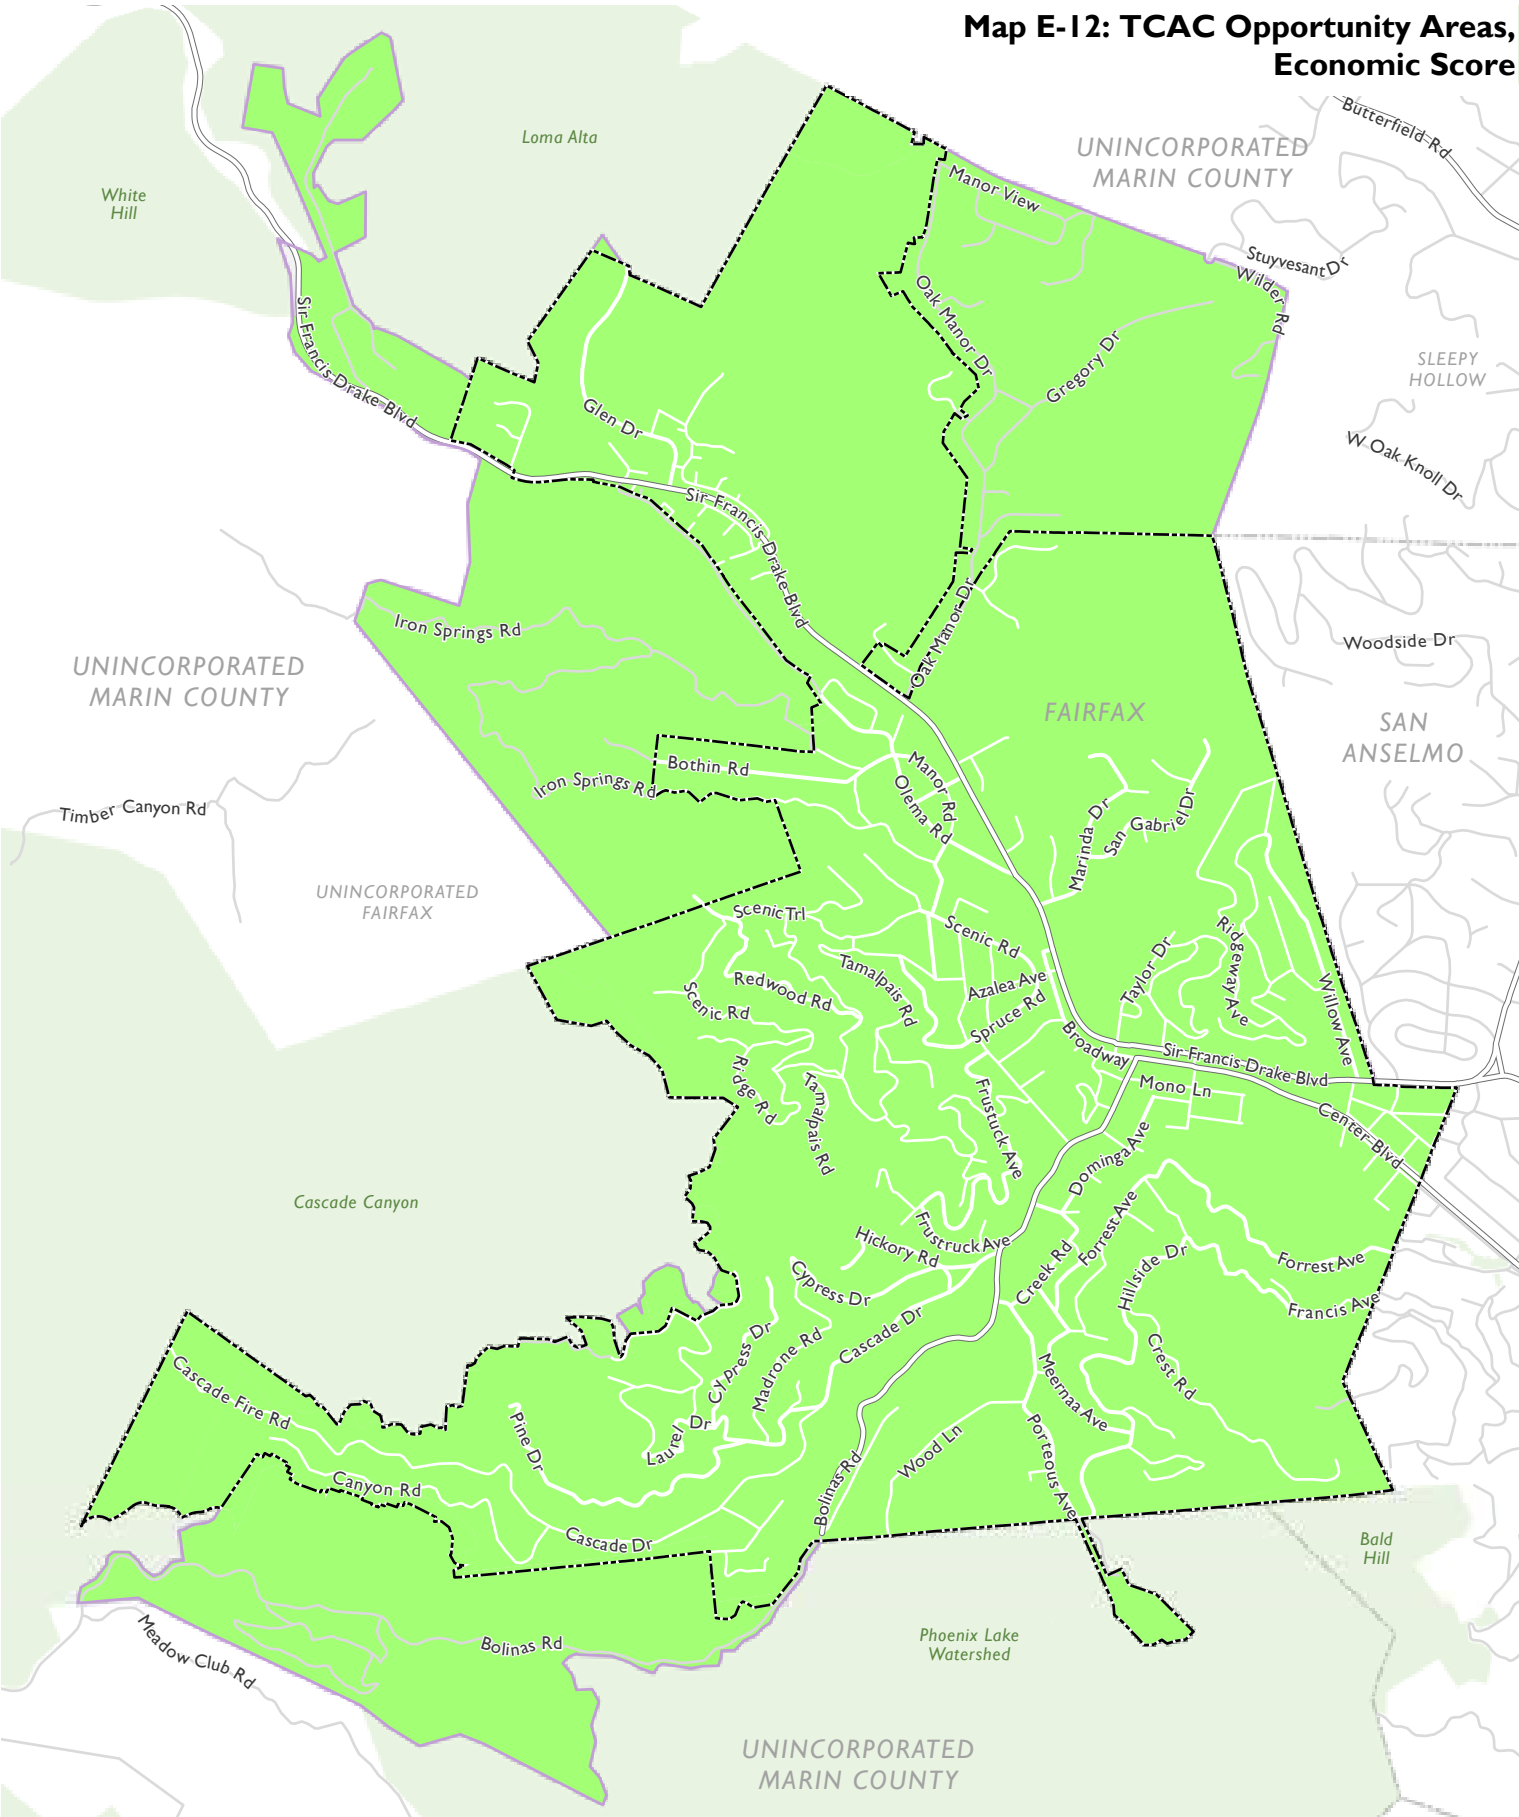 Map E-12: TCAC Opportunity Areas,
Economic Score
Butterfield Rd
Loma Alta
UNINCORPORATED
MARIN COUNTY
White
Hill
Manor View
Stuyvesant Dr
Wilder Rd
Sir Francis Drake Blvd
Oak Manor Dr
Gregory Dr
SLEEPY
HOLLOW
Glen Dr
W Oak Knoll Dr
Sir Francis Drake Blvd
Iron Springs Rd
Oak Manor Dr
Woodside Dr
UNINCORPORATED
MARIN COUNTY
FAIRFAX
SAN
ANSELMO
Bothin Rd
Iron Springs Rd
Manor Rd
Olema Rd
Marinda Dr
San Gabriel Dr
Timber Canyon Rd
UNINCORPORATED
FAIRFAX
Scenic Trl
Scenic Rd
Ridgeway Ave
Taylor Dr
Tamalpais Rd
Redwood Rd
Azalea Ave
Willow Ave
Scenic Rd
Spruce Rd
Broadway
Sir Francis Drake Blvd
Ridge Rd
Tamalpais Rd
Mono Ln
Frustuck Ave
Center Blvd
Dominga Ave
Cascade Canyon
Forrest Ave
Frustruck Ave
Hickory Rd
Creek Rd
Hillside Dr
Forrest Ave
Cypress Dr
Francis Ave
Cascade Dr
Cypress Dr
Madrone Rd
Crest Rd
Meernaa Ave
Cascade Fire Rd
Pine Dr
Laurel Dr
Wood Ln
Porteous Ave
Bolinas Rd
Canyon Rd
Cascade Dr
Bald
Hill
Meadow Club Rd
Bolinas Rd
Phoenix Lake
Watershed
UNINCORPORATED
MARIN COUNTY